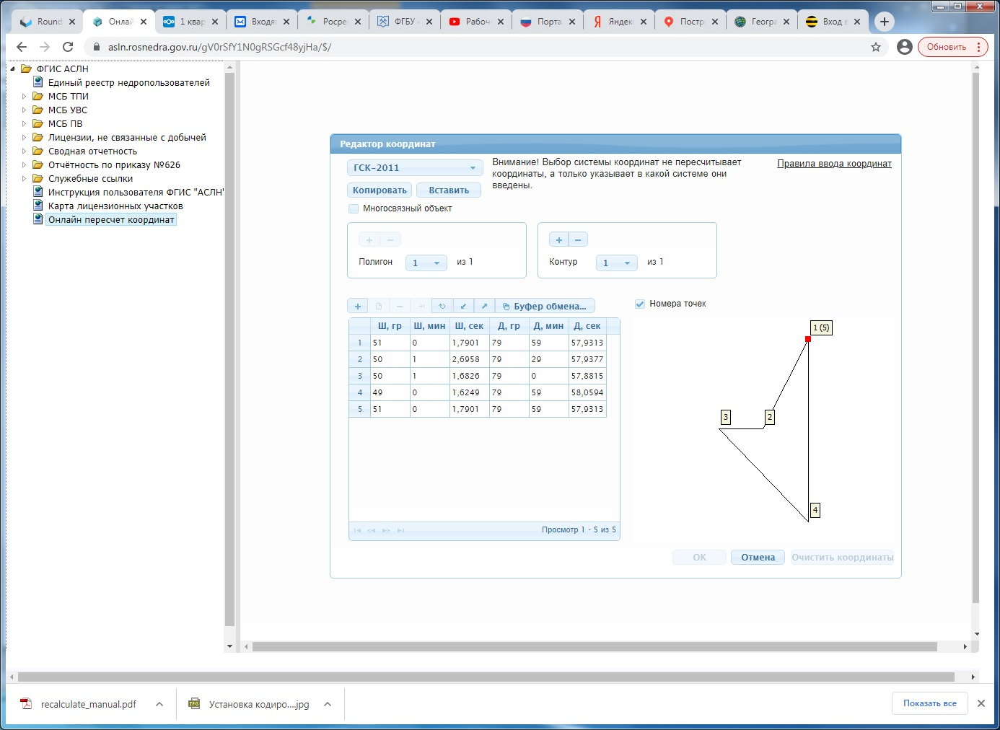 Round
Онлай
1 квар
Входящ
Росрее
ФГБУ «
Рабоч
Порта
Яндек
Постр
Геогра
Вход в
asln.rosnedra.gov.ru/gV0rSfY1N0gRSGcf48yjHa/$/
Обновить
ФГИС АСЛН
Единый реестр недропользователей
МСБ ТПИ
МСБ УВС
МСБ ПВ
Лицензии, не связанные с добычей
Сводная отчетность
Отчётность по приказу №626
Служебные ссылки
Инструкция пользователя ФГИС "АСЛН"
Карта лицензионных участков
Онлайн пересчет координат
Редактор координат
ГСК-2011
Внимание! Выбор системы координат не пересчитывает
координаты, а только указывает в какой системе они
введены.
Правила ввода координат
Копировать Вставить
Многосвязный объект
+ −
Полигон 1 из 1
+ −
Контур 1 из 1
Буфер обмена...
Номера точек
Ш, гр Ш, мин Ш, сек Д, гр Д, мин Д, сек
1 51 0 1,7901 79 59 57,9313
2 50 1 2,6958 79 29 57,9377
3 50 1 1,6826 79 0 57,8815
4 49 0 1,6249 79 59 58,0594
5 51 0 1,7901 79 59 57,9313
Просмотр 1 - 5 из 5
1 (5)
3
2
4
ОК Отмена Очистить координаты
recalculate_manual.pdf
Установка кодиро....jpg
Показать все